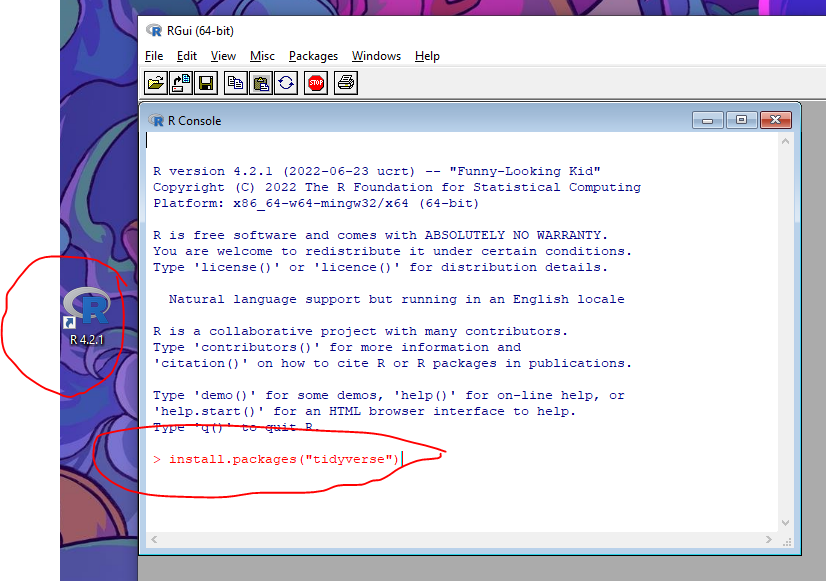 RGui (64-bit)
File Edit View Misc Packages Windows Help
STOP
R Console
R version 4.2.1 (2022-06-23 ucrt) -- "Funny-Looking Kid"
Copyright (C) 2022 The R Foundation for Statistical Computing
Platform: x86_64-w64-mingw32/x64 (64-bit)
R is free software and comes with ABSOLUTELY NO WARRANTY.
You are welcome to redistribute it under certain conditions.
Type 'license()' or 'licence()' for distribution details.
Natural language support but running in an English locale
R is a collaborative project with many contributors.
Type 'contributors()' for more information and
'citation()' on how to cite R or R packages in publications.
Type 'demo()' for some demos, 'help()' for on-line help, or
'help.start()' for an HTML browser interface to help.
Type 'q()' to quit R.
> install.packages("tidyverse")
R
R 4.2.1